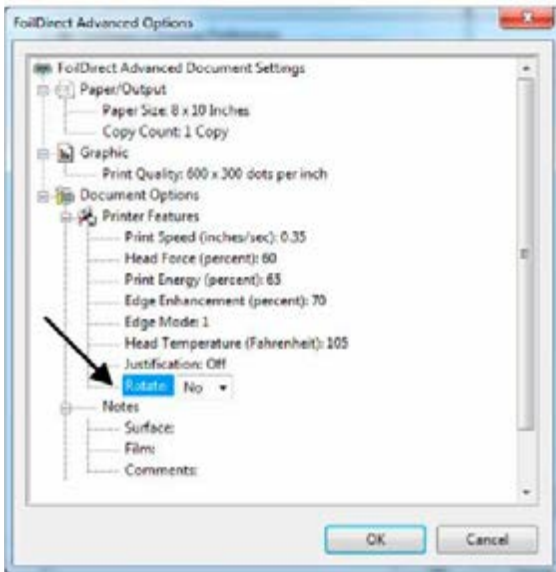 FoilDirect Advanced Options
FoilDirect Advanced Document Settings
Paper/Output
Paper Size: 8 x 10 Inches
Copy Count: 1 Copy
Graphic
Print Quality: 600 x 300 dots per inch
Document Options
Printer Features
Print Speed (inches/sec): 0.35
Head Force (percent): 60
Print Energy (percent): 65
Edge Enhancement (percent): 70
Edge Mode: 1
Head Temperature (Fahrenheit): 105
Justification: Off
Rotate: No
Notes
Surface:
Film:
Comments:
OK Cancel